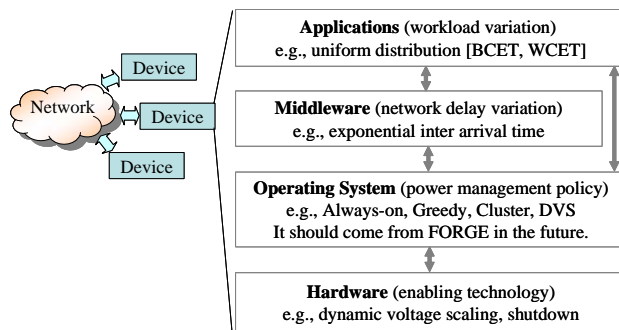 Applications (workload variation)
e.g., uniform distribution [BCET, WCET]
Device
Network
Device
Device
Middleware (network delay variation)
e.g., exponential inter arrival time
Operating System (power management policy)
e.g., Always-on, Greedy, Cluster, DVS
It should come from FORGE in the future.
Hardware (enabling technology)
e.g., dynamic voltage scaling, shutdown